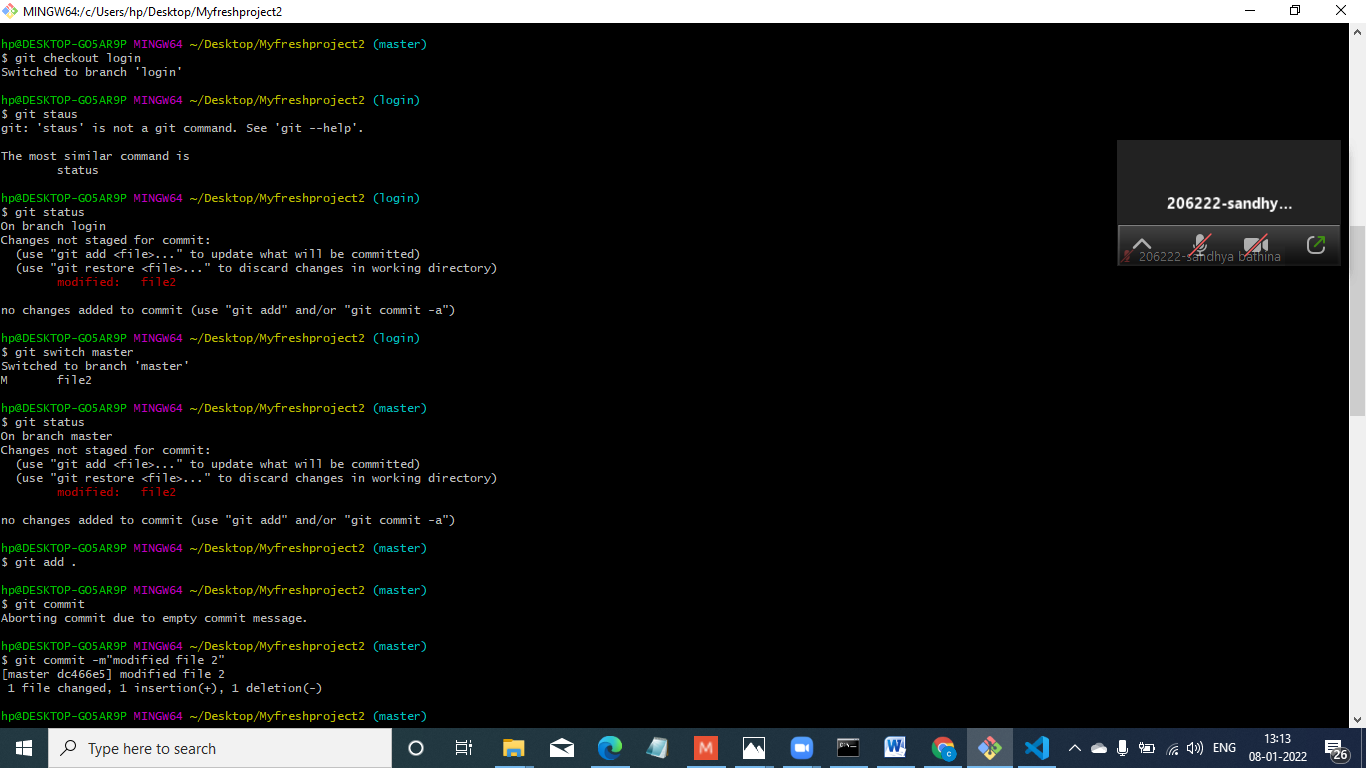 MINGW64:/c/Users/hp/Desktop/Myfreshproject2
hp@DESKTOP-GO5AR9P MINGW64 ~/Desktop/Myfreshproject2 (master)
$ git checkout login
Switched to branch 'login'
hp@DESKTOP-GO5AR9P MINGW64 ~/Desktop/Myfreshproject2 (login)
$ git staus
git: 'staus' is not a git command. See 'git --help'.
The most similar command is
status
hp@DESKTOP-GO5AR9P MINGW64 ~/Desktop/Myfreshproject2 (login)
$ git status
On branch login
Changes not staged for commit:
(use "git add <file>..." to update what will be committed)
(use "git restore <file>..." to discard changes in working directory)
modified: file2
no changes added to commit (use "git add" and/or "git commit -a")
hp@DESKTOP-GO5AR9P MINGW64 ~/Desktop/Myfreshproject2 (login)
$ git switch master
Switched to branch 'master'
M file2
hp@DESKTOP-GO5AR9P MINGW64 ~/Desktop/Myfreshproject2 (master)
$ git status
On branch master
Changes not staged for commit:
(use "git add <file>..." to update what will be committed)
(use "git restore <file>..." to discard changes in working directory)
modified: file2
no changes added to commit (use "git add" and/or "git commit -a")
hp@DESKTOP-GO5AR9P MINGW64 ~/Desktop/Myfreshproject2 (master)
$ git add .
hp@DESKTOP-GO5AR9P MINGW64 ~/Desktop/Myfreshproject2 (master)
$ git commit
Aborting commit due to empty commit message.
hp@DESKTOP-GO5AR9P MINGW64 ~/Desktop/Myfreshproject2 (master)
$ git commit -m"modified file 2"
[master dc466e5] modified file 2
1 file changed, 1 insertion(+), 1 deletion(-)
hp@DESKTOP-GO5AR9P MINGW64 ~/Desktop/Myfreshproject2 (master)
206222-sandhy...
206222-sandhya bathina
Type here to search
M
W
C
ENG
13:13
08-01-2022
26